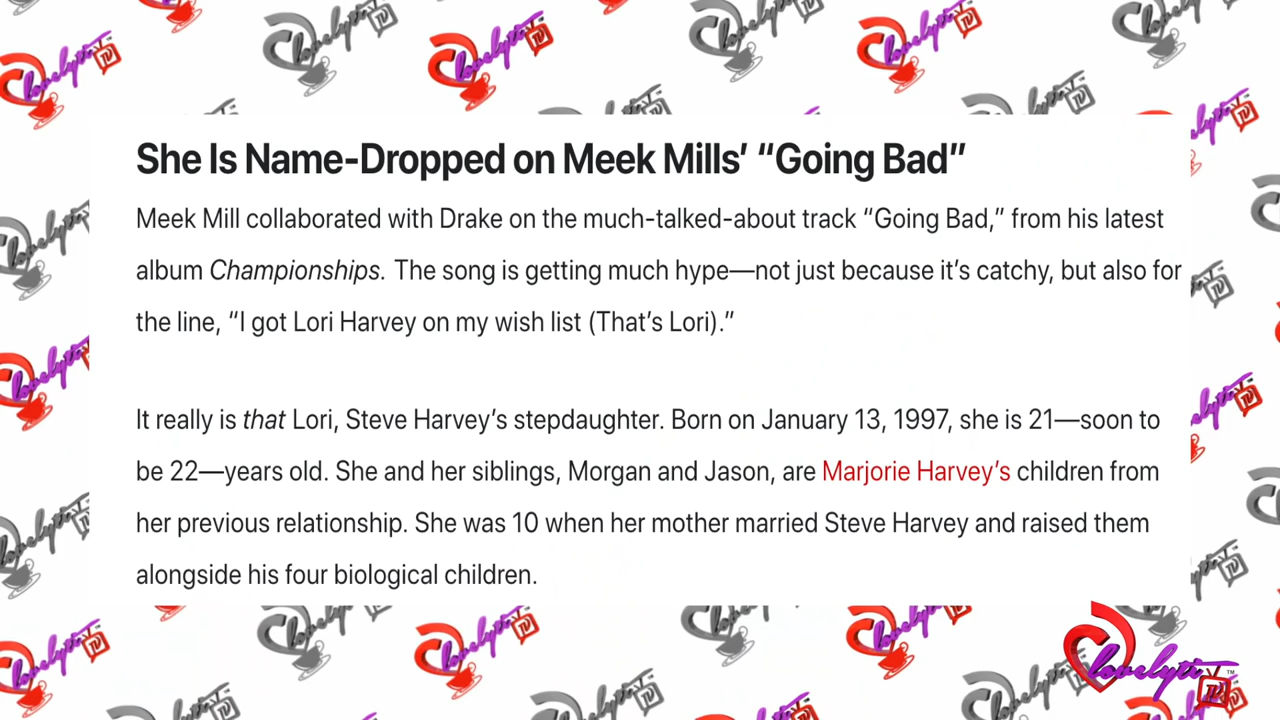 She Is Name-Dropped on Meek Mills’ “Going Bad”
Meek Mill collaborated with Drake on the much-talked-about track “Going Bad,” from his latest
album Championships. The song is getting much hype—not just because it’s catchy, but also for
the line, “I got Lori Harvey on my wish list (That’s Lori).”
It really is that Lori, Steve Harvey’s stepdaughter. Born on January 13, 1997, she is 21—soon to
be 22—years old. She and her siblings, Morgan and Jason, are Marjorie Harvey’s children from
her previous relationship. She was 10 when her mother married Steve Harvey and raised them
alongside his four biological children.
lovelyti TV